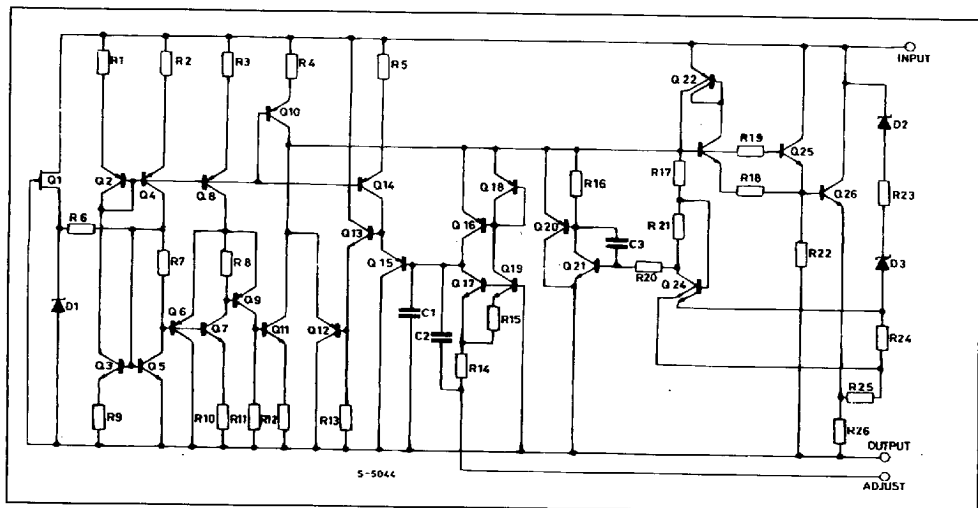 R1 R2 R3 R4 R5 INPUT
Q22
Q10 D2
R19
Q25
Q1 Q2 Q4 Q8 Q14 Q18 R17 R16 R18 Q26 R23
R6 Q13 Q16 Q20 R21 C3
R7 R8 Q15 Q19 Q21 R20 R22 D3
Q6 Q9 Q17 Q24
D1 Q7 Q11 Q12 C1 R15
C2 R24
Q3 Q5 R14
R25
R9 R10 R11 R12 R13 R26
OUTPUT
S-5044
ADJUST